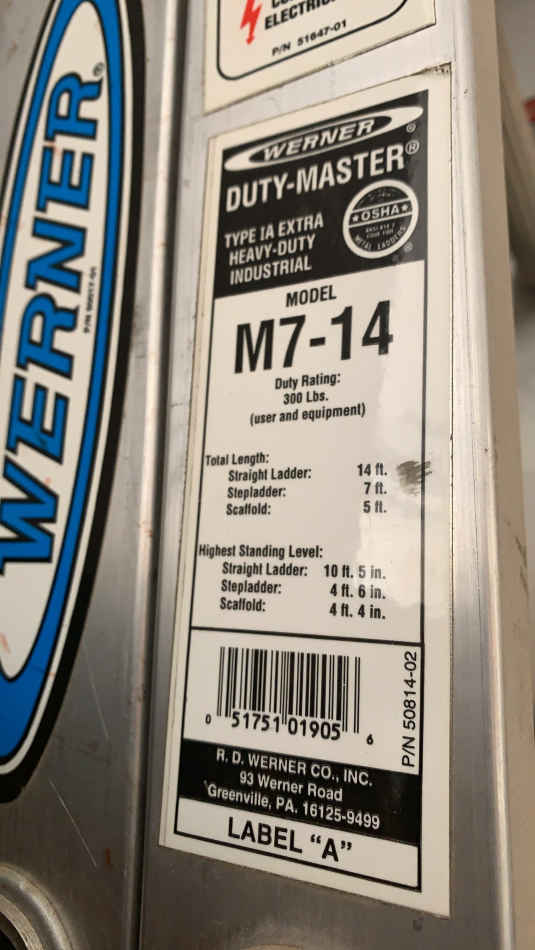 ELECTRIC
P/N 51647-01
WERNER®
WERNER®
DUTY-MASTER®
TYPE IA EXTRA
HEAVY-DUTY
INDUSTRIAL
★OSHA★
METAL LADDERS
MODEL
M7-14
Duty Rating:
300 Lbs.
(user and equipment)
Total Length:
Straight Ladder: 14 ft.
Stepladder: 7 ft.
Scaffold: 5 ft.
Highest Standing Level:
Straight Ladder: 10 ft. 5 in.
Stepladder: 4 ft. 6 in.
Scaffold: 4 ft. 4 in.
0 51751 01905 6
P/N 50814-02
R. D. WERNER CO., INC.
93 Werner Road
Greenville, PA. 16125-9499
LABEL “A”